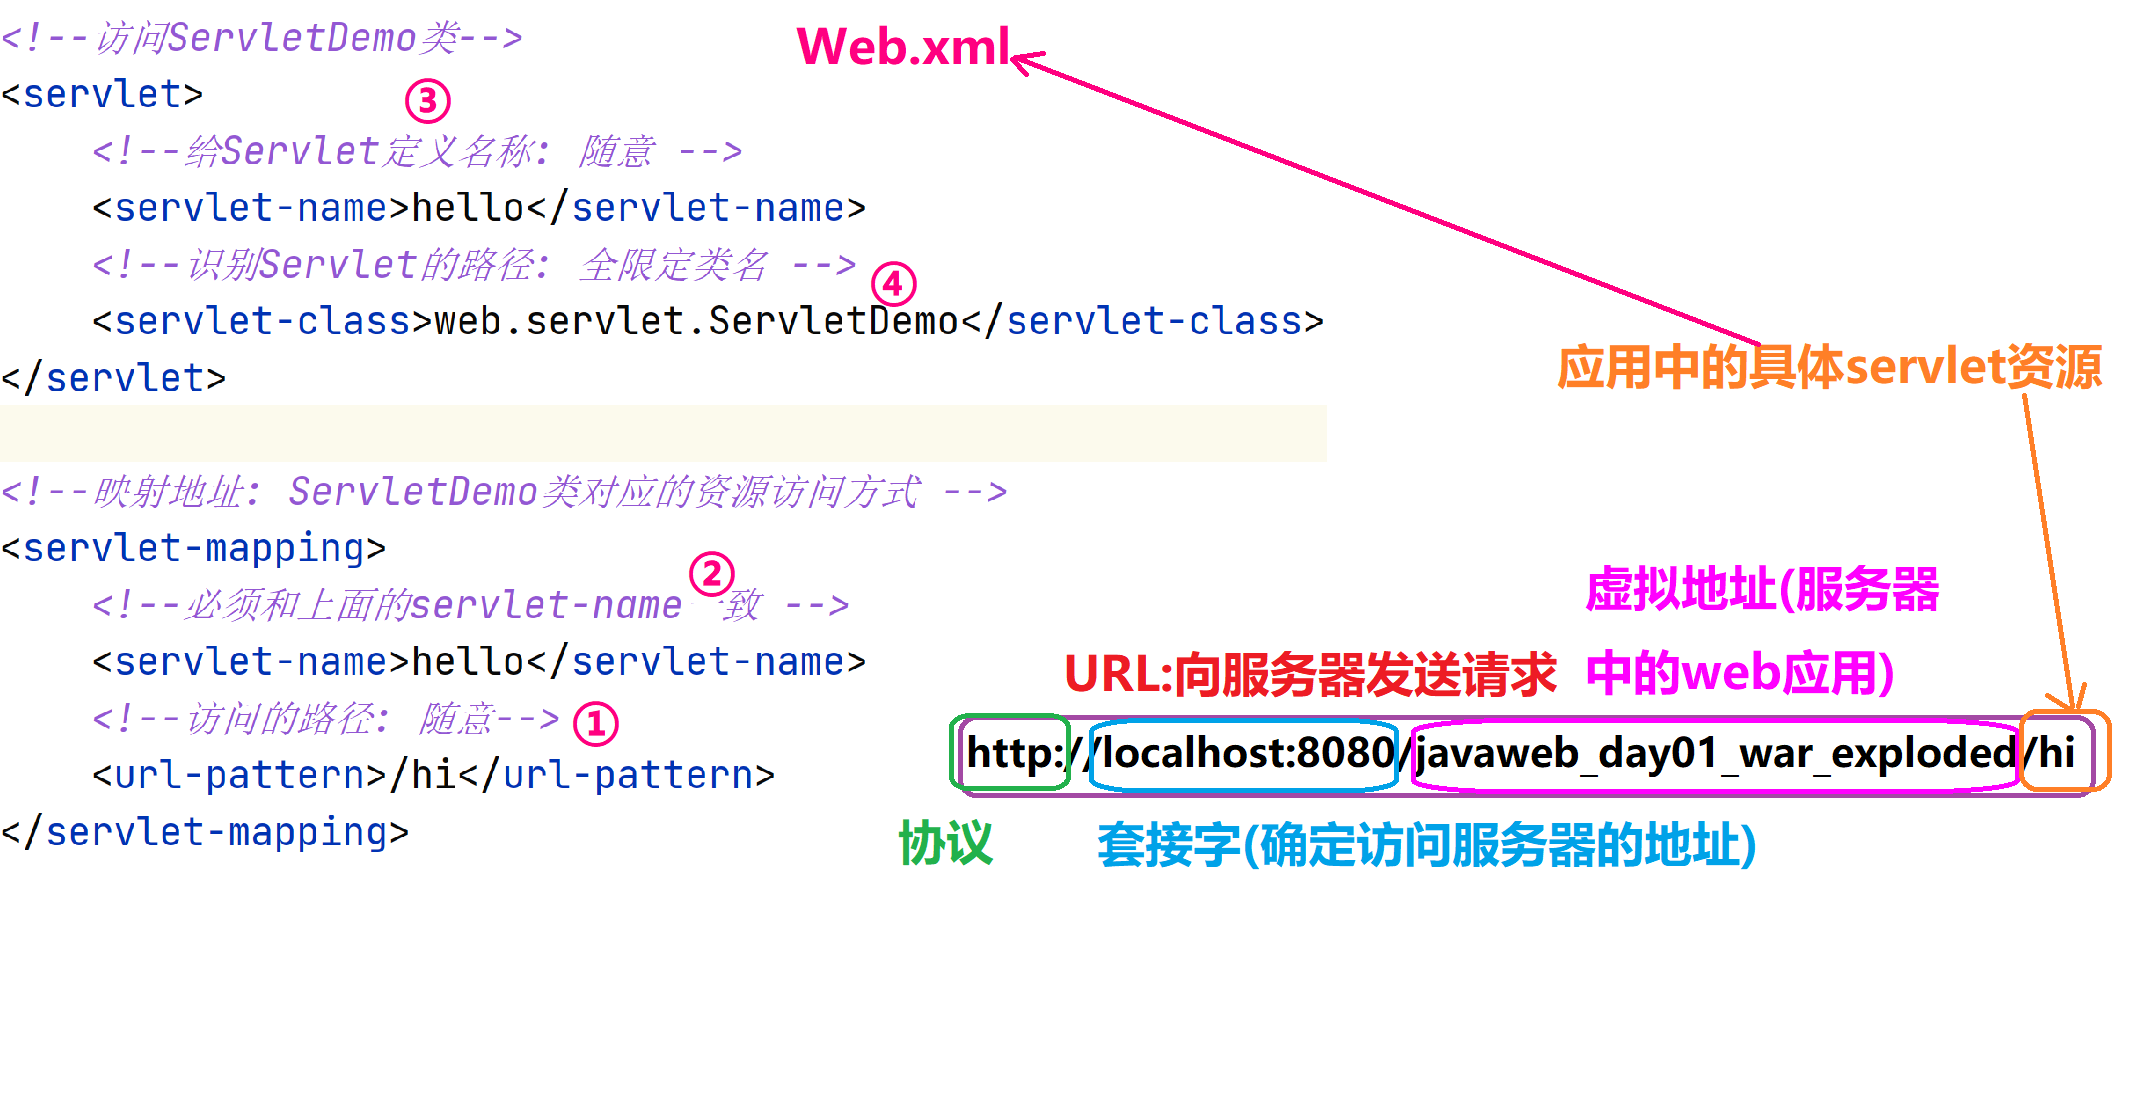 <!--访问ServletDemo类-->
Web.xml
<servlet>
③
<!--给Servlet定义名称: 随意 -->
<servlet-name>hello</servlet-name>
<!--识别Servlet的路径: 全限定类名 -->
④
<servlet-class>web.servlet.ServletDemo</servlet-class>
应用中的具体servlet资源
</servlet>
<!--映射地址: ServletDemo类对应的资源访问方式 -->
<servlet-mapping>
②
<!--必须和上面的servlet-name一致 -->
<servlet-name>hello</servlet-name>
<!--访问的路径: 随意-->
①
<url-pattern>/hi</url-pattern>
</servlet-mapping>
虚拟地址(服务器
中的web应用)
URL:向服务器发送请求
http://localhost:8080/javaweb_day01_war_exploded/hi
协议
套接字(确定访问服务器的地址)